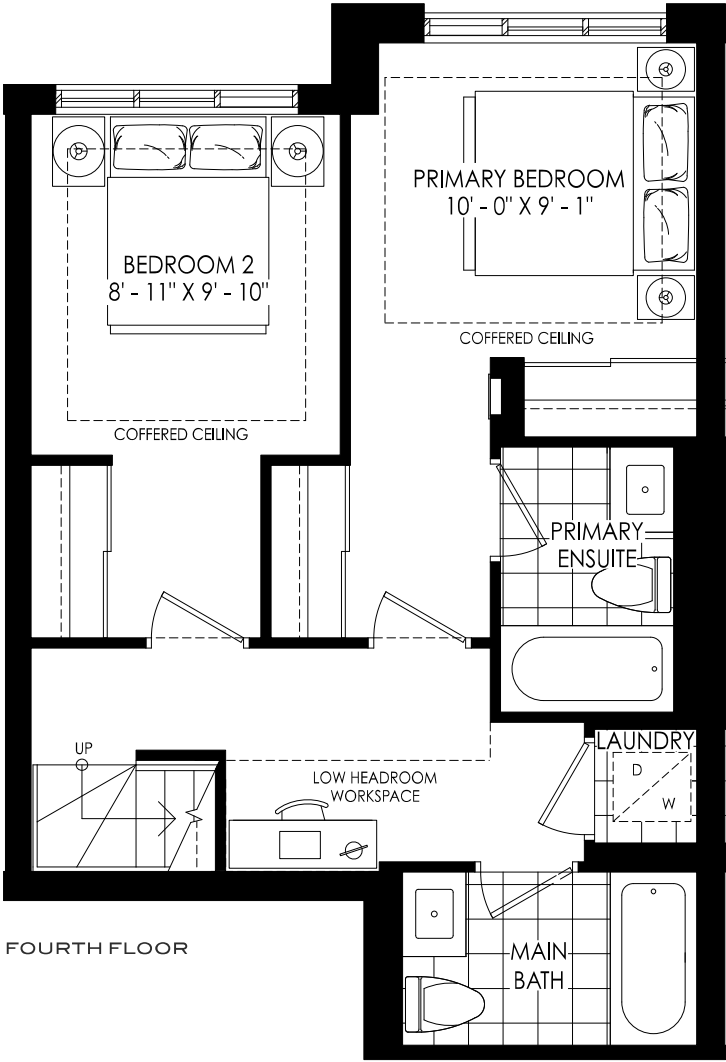 PRIMARY BEDROOM
10' - 0" X 9' - 1"
BEDROOM 2
8' - 11" X 9' - 10"
COFFERED CEILING
COFFERED CEILING
PRIMARY
ENSUITE
UP
LAUNDRY
D
W
LOW HEADROOM
WORKSPACE
FOURTH FLOOR
MAIN
BATH